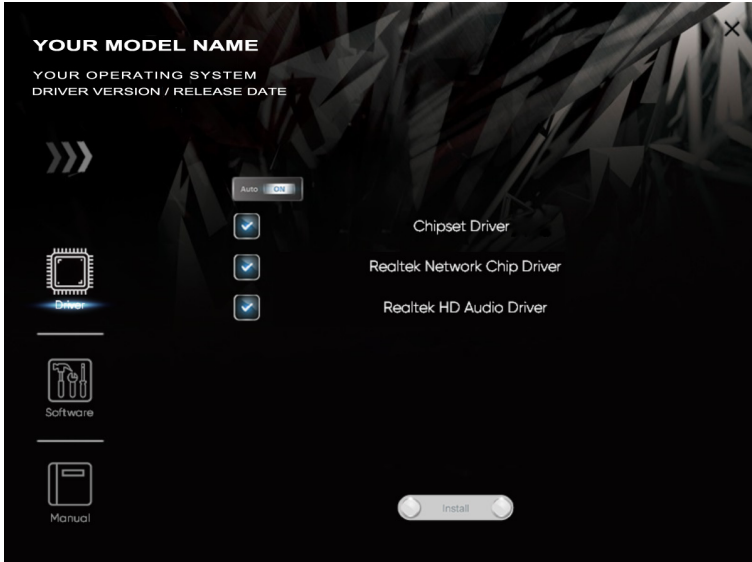 YOUR MODEL NAME
YOUR OPERATING SYSTEM
DRIVER VERSION / RELEASE DATE
Auto ON
Chipset Driver
Realtek Network Chip Driver
Realtek HD Audio Driver
Driver
Software
Manual
Install